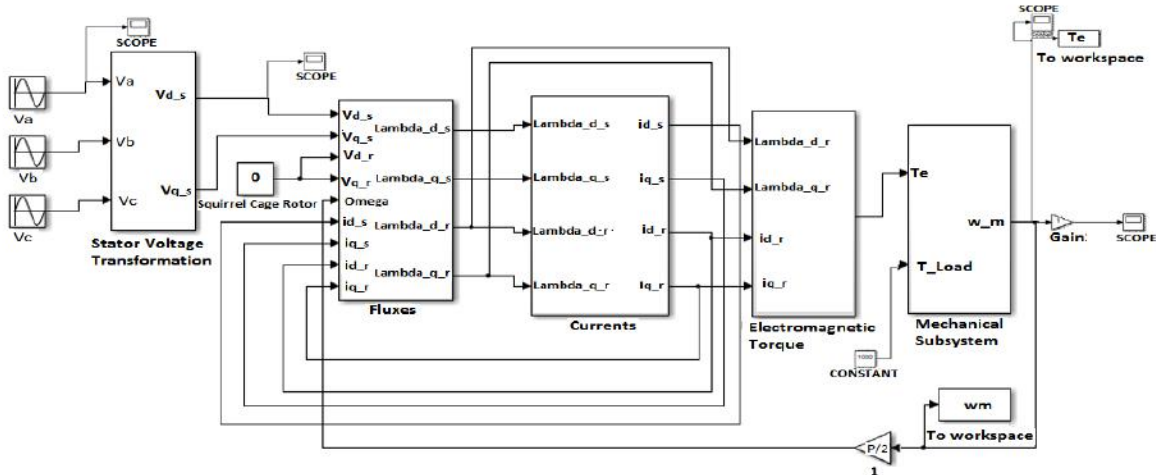 SCOPE
Va
Va
Vb
Vb
Vc
Vc
Vd_s
Vq_s
Stator Voltage
Transformation
SCOPE
0
Squirrel Cage Rotor
Vd_s
Vq_s
Vd_r
Vq_r
Omega
id_s
iq_s
id_r
iq_r
Lambda_d_s
Lambda_q_s
Lambda_d_r
Lambda_q_r
Fluxes
Lambda_d_s
Lambda_q_s
Lambda_d-r
Lambda_q_r
id_s
iq_s
id_r
Iq_r
Currents
Lambda_d_r
Lambda_q_r
id_r
iq_r
Electromagnetic
Torque
Te
T_Load
w_m
Mechanical
Subsystem
CONSTANT
SCOPE
Te
To workspace
Gain:
SCOPE
wm
To workspace
P/2
1